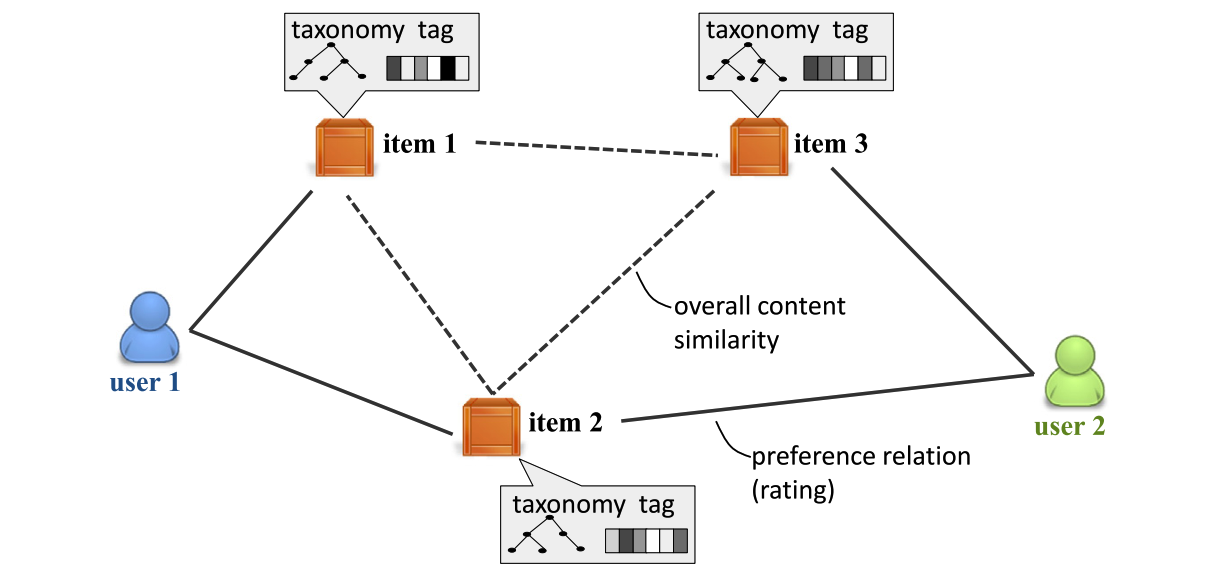 taxonomy tag
taxonomy tag
item 1
item 3
overall content
similarity
user 1
item 2
user 2
preference relation
(rating)
taxonomy tag